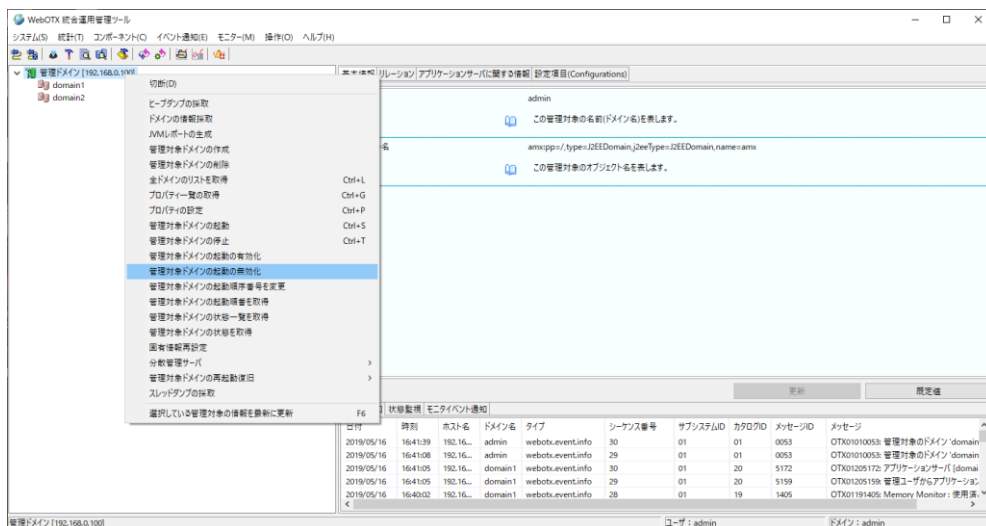 WebOTX 統合運用管理ツール
システム(S) 統計(T) コンポーネント(C) イベント通知(E) モニター(M) 操作(O) ヘルプ(H)
管理ドメイン [192.168.0.100]
domain1
domain2
切断(D)
ヒープダンプの採取
ドメインの情報採取
JVMレポートの生成
管理対象ドメインの作成
管理対象ドメインの削除
全ドメインのリストを取得 Ctrl+L
プロパティ一覧の取得 Ctrl+G
プロパティの設定 Ctrl+P
管理対象ドメインの起動 Ctrl+S
管理対象ドメインの停止 Ctrl+T
管理対象ドメインの起動の有効化
管理対象ドメインの起動の無効化
管理対象ドメインの起動順序番号を変更
管理対象ドメインの起動順番を取得
管理対象ドメインの状態一覧を取得
管理対象ドメインの状態を取得
固有情報再設定
分散管理サーバ >
管理対象ドメインの再起動復旧 >
スレッドダンプの採取
選択している管理対象の情報を最新に更新 F6
基本情報 リレーション アプリケーションサーバに関する情報 設定項目(Configurations)
admin
この管理対象の名前(ドメイン名)を表します。
名 amx:pp=/,type=J2EEDomain,j2eeType=J2EEDomain,name=amx
この管理対象のオブジェクト名を表します。
更新 既定値
状態監視 モニタイベント通知
日付 時刻 ホスト名 ドメイン名 タイプ シーケンス番号 サブシステムID カタログID メッセージID メッセージ
2019/05/16 16:41:39 192.16... admin webotx.event.info 30 01 01 0053 OTX01010053: 管理対象のドメイン 'domain
2019/05/16 16:41:08 192.16... admin webotx.event.info 29 01 01 0053 OTX01010053: 管理対象のドメイン 'domain
2019/05/16 16:41:05 192.16... domain1 webotx.event.info 30 01 20 5172 OTX01205172: アプリケーションサーバ [domai
2019/05/16 16:41:05 192.16... domain1 webotx.event.info 29 01 20 5159 OTX01205159: 管理ユーザからアプリケーション
2019/05/16 16:40:02 192.16... domain1 webotx.event.info 28 01 19 1405 OTX01191405: Memory Monitor : 使用済.
管理ドメイン [192.168.0.100] ユーザ : admin ドメイン : admin